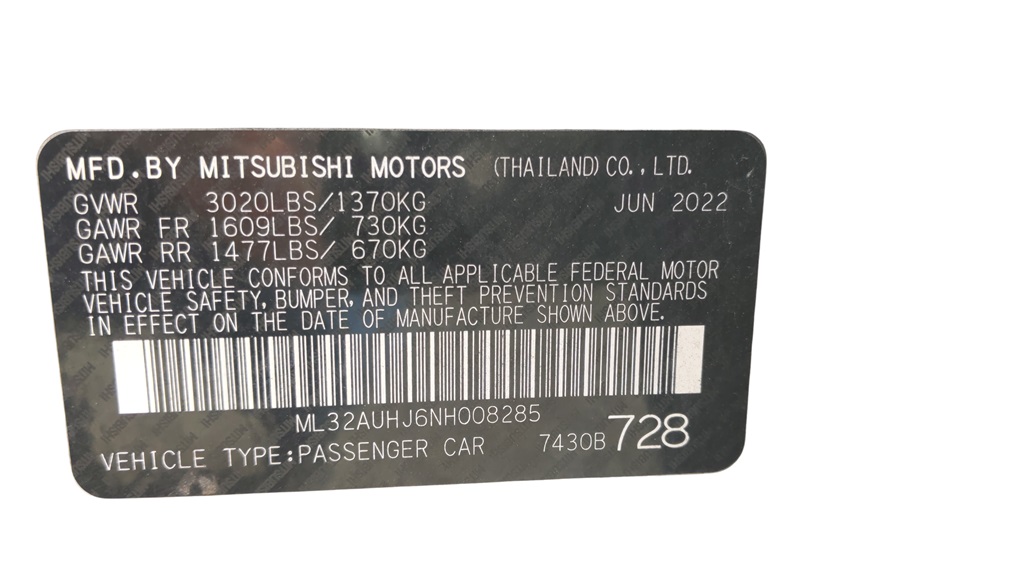 MFD.BY MITSUBISHI MOTORS (THAILAND) CO., LTD.
GVWR 3020LBS/1370KG JUN 2022
GAWR FR 1609LBS/ 730KG
GAWR RR 1477LBS/ 670KG
THIS VEHICLE CONFORMS TO ALL APPLICABLE FEDERAL MOTOR
VEHICLE SAFETY, BUMPER, AND THEFT PREVENTION STANDARDS
IN EFFECT ON THE DATE OF MANUFACTURE SHOWN ABOVE.
ML32AUHJ6NH008285
VEHICLE TYPE:PASSENGER CAR 7430B 728